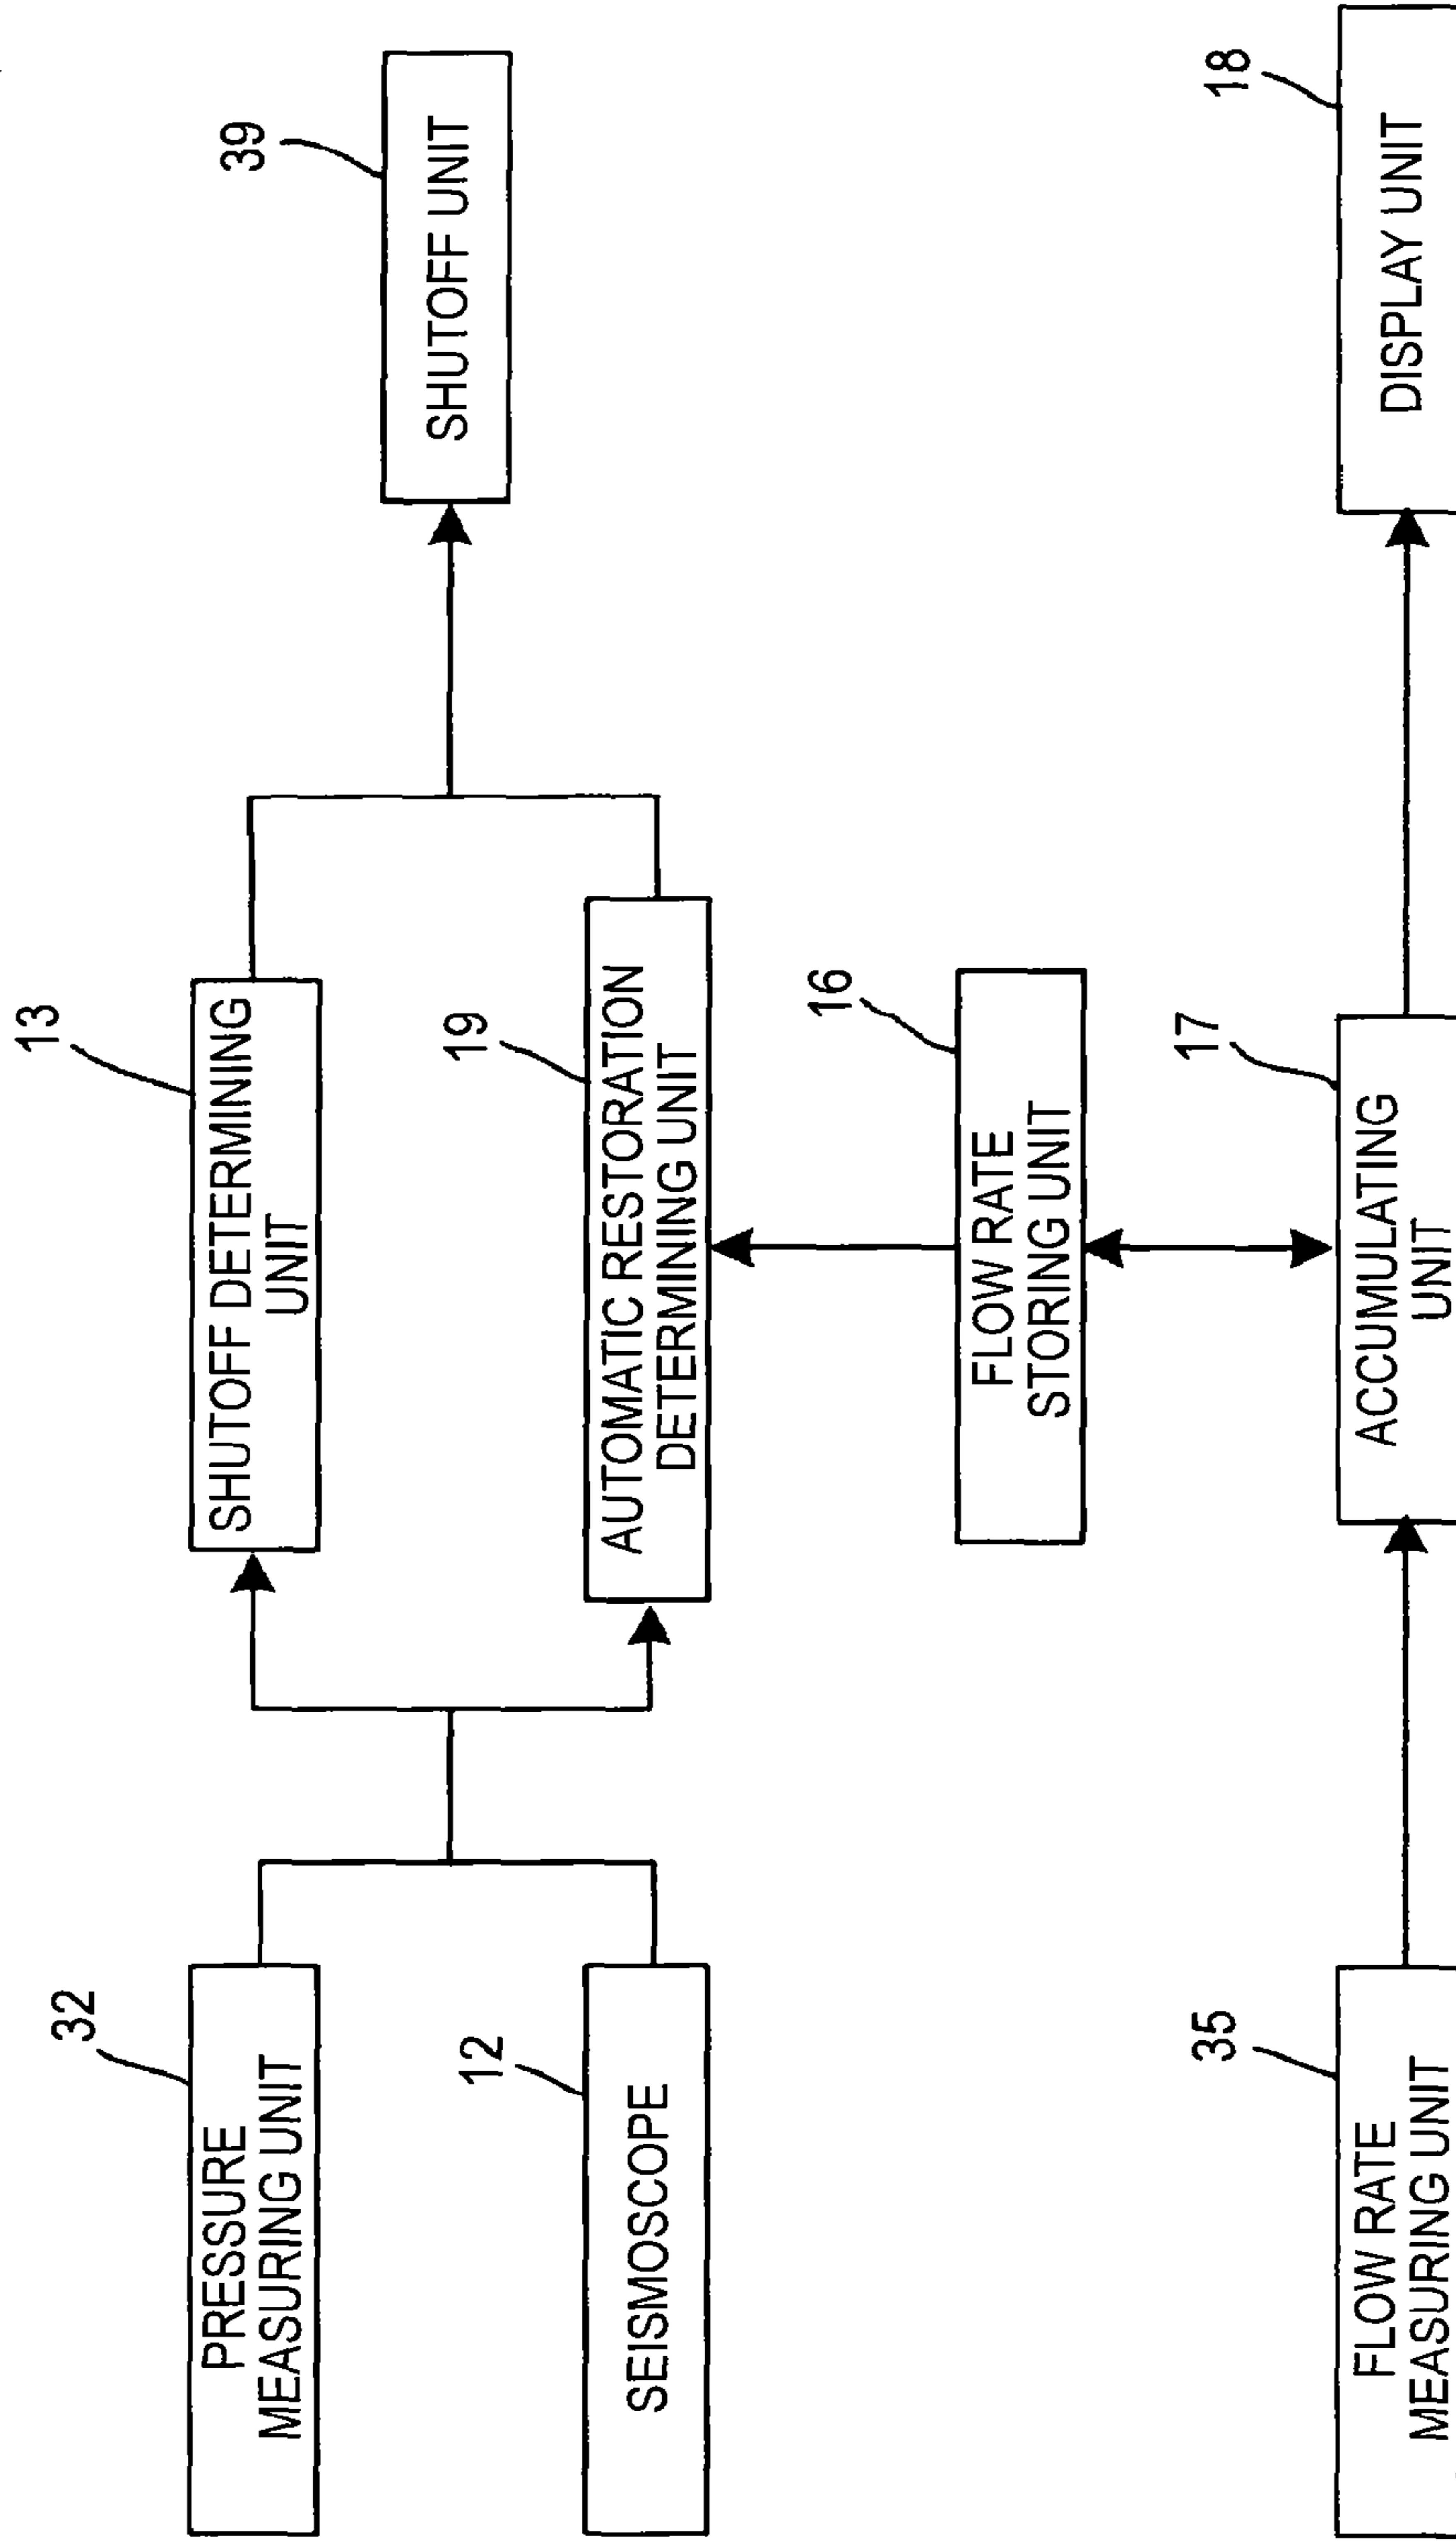 32
PRESSURE
MEASURING UNIT
12
SEISMOSCOPE
13
SHUTOFF DETERMINING
UNIT
19
AUTOMATIC RESTORATION
DETERMINING UNIT
39
SHUTOFF UNIT
16
FLOW RATE
STORING UNIT
35
FLOW RATE
MEASURING UNIT
17
ACCUMULATING
UNIT
18
DISPLAY UNIT